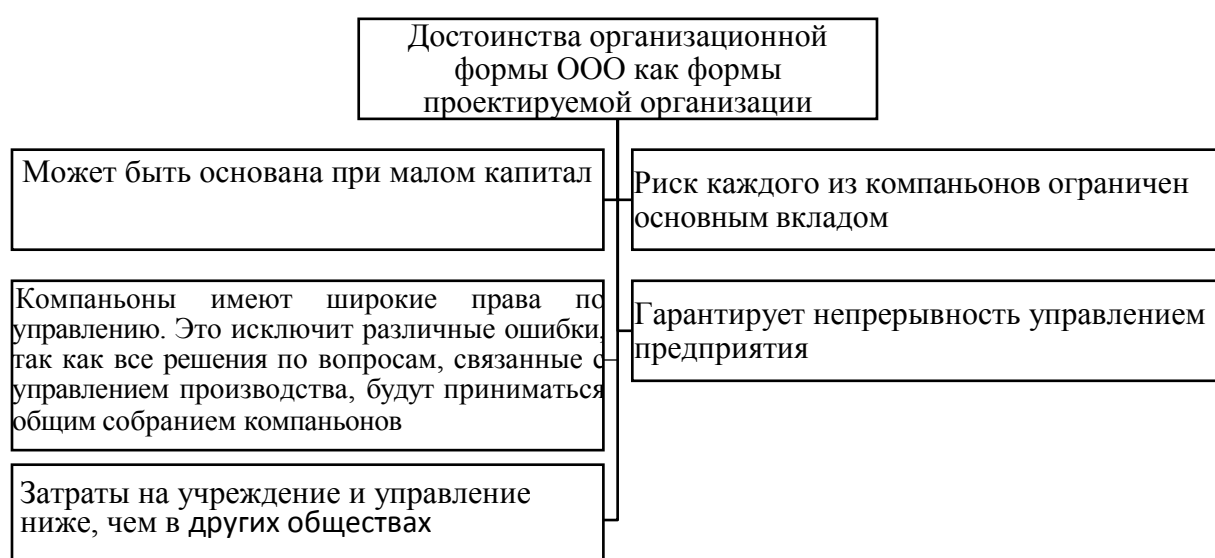 Достоинства организационной
формы ООО как формы
проектируемой организации
Может быть основана при малом капитал
Риск каждого из компаньонов ограничен
основным вкладом
Компаньоны имеют широкие права по
управлению. Это исключит различные ошибки,
так как все решения по вопросам, связанные с
управлением производства, будут приниматься
общим собранием компаньонов
Гарантирует непрерывность управлением
предприятия
Затраты на учреждение и управление
ниже, чем в других обществах